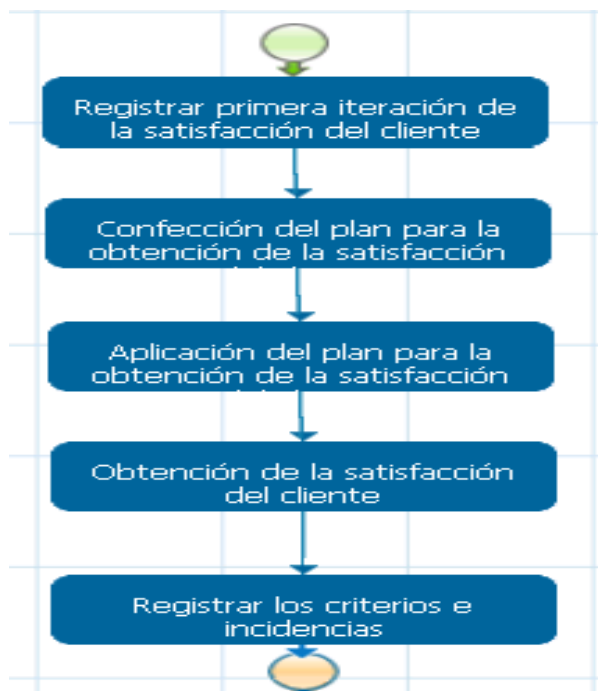 Registrar primera iteración de
la satisfacción del cliente
Confección del plan para la
obtención de la satisfacción
Aplicación del plan para la
obtención de la satisfacción
Obtención de la satisfacción
del cliente
Registrar los criterios e
incidencias